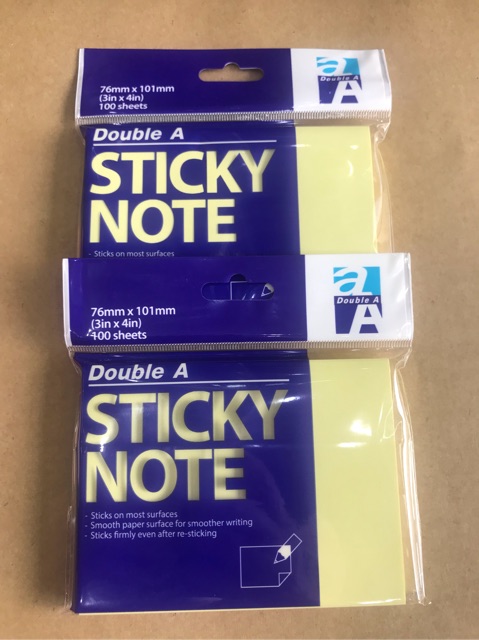 76mm x 101mm
(3in x 4in)
100 sheets
a
Double A
A
Double A
STICKY
NOTE
- Sticks on most surfaces
76mm x 101mm
(3in x 4in)
100 sheets
a
Double A
A
Double A
STICKY
NOTE
- Sticks on most surfaces
- Smooth paper surface for smoother writing
- Sticks firmly even after re-sticking